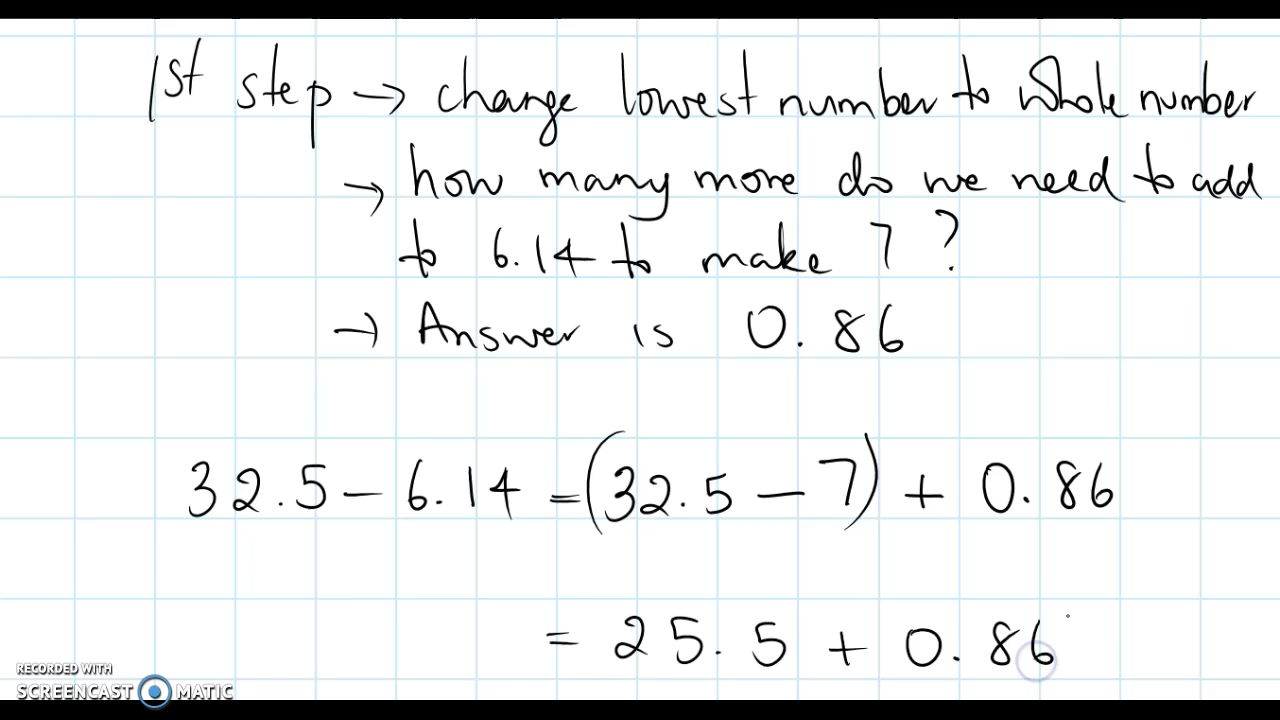 1st step → change lowest number to whole number
→ how many more do we need to add
to 6.14 to make 7 ?
→ Answer is 0.86
32.5 - 6.14 = (32.5 - 7) + 0.86
= 25.5 + 0.86
RECORDED WITH
SCREENCAST MATIC